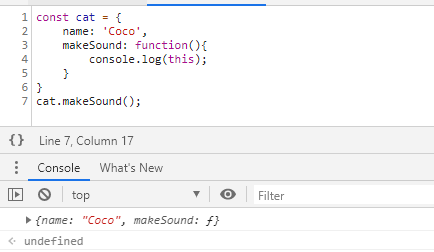 1 const cat = {
2 name: 'Coco',
3 makeSound: function(){
4 console.log(this);
5 }
6 }
7 cat.makeSound();
{} Line 7, Column 17
Console What's New
top Filter
{name: "Coco", makeSound: ƒ}
undefined